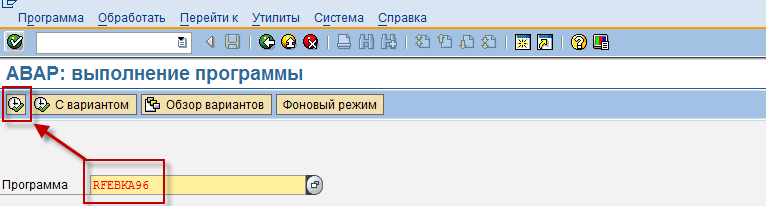 Программа Обработать Перейти к Утилиты Система Справка
ABAP: выполнение программы
С вариантом Обзор вариантов Фоновый режим
Программа RFEBKA96